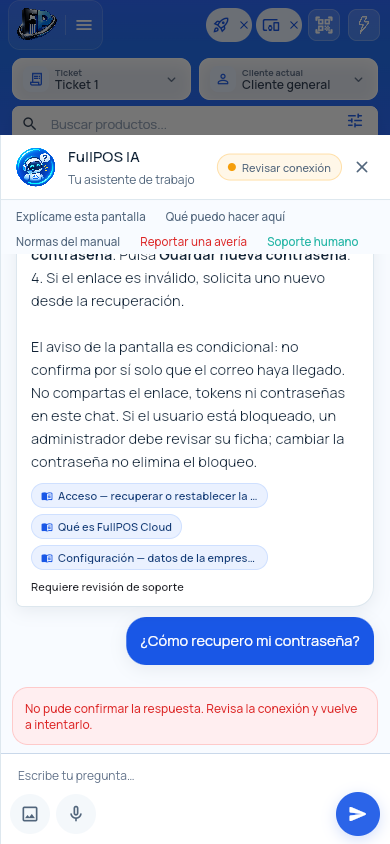 Ticket
Ticket 1
Cliente actual
Cliente general
Buscar productos...
FullPOS IA
Tu asistente de trabajo
Revisar conexión
Explícame esta pantalla
Qué puedo hacer aquí
Normas del manual
Reportar una avería
Soporte humano
contraseña. Pulsa Guardar nueva contraseña.
4. Si el enlace es inválido, solicita uno nuevo
desde la recuperación.
El aviso de la pantalla es condicional: no
confirma por sí solo que el correo haya llegado.
No compartas el enlace, tokens ni contraseñas
en este chat. Si el usuario está bloqueado, un
administrador debe revisar su ficha; cambiar la
contraseña no elimina el bloqueo.
Acceso — recuperar o restablecer la ...
Qué es FullPOS Cloud
Configuración — datos de la empres...
Requiere revisión de soporte
¿Cómo recupero mi contraseña?
No pude confirmar la respuesta. Revisa la conexión y vuelve
a intentarlo.
Escribe tu pregunta...